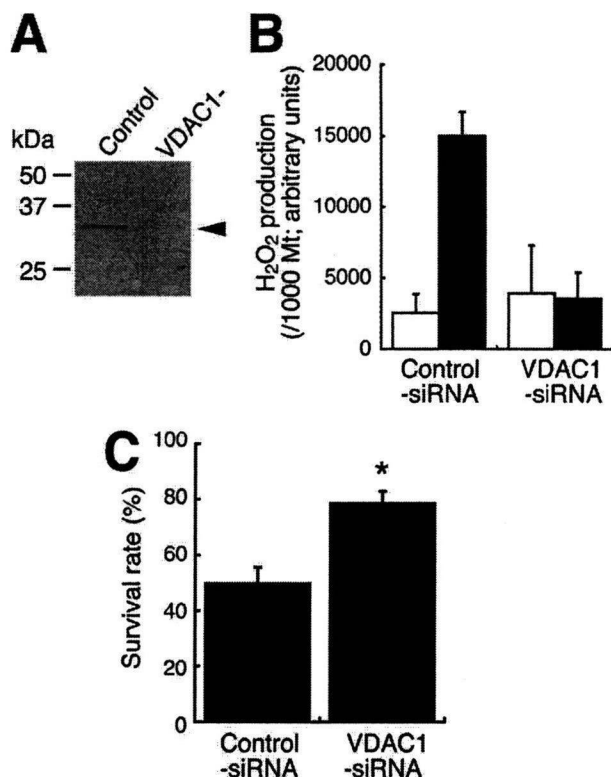 A
Control
VDAC1-
kDa
50
37
25
B
H₂O₂ production
(/1000 Mt; arbitrary units)
20000
15000
10000
5000
0
Control
-siRNA
VDAC1
-siRNA
C
Survival rate (%)
100
80
60
40
20
0
*
Control
-siRNA
VDAC1
-siRNA